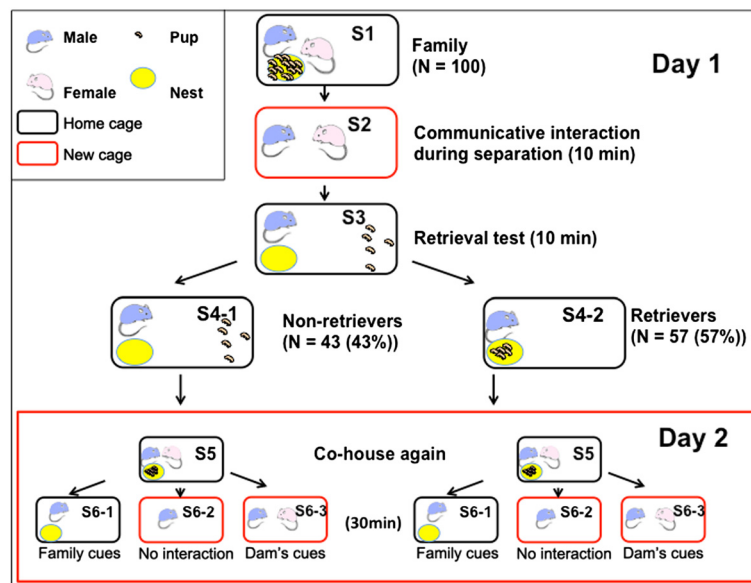 Male
Pup
Female
Nest
Home cage
New cage
S1
Family
(N = 100)
Day 1
S2
Communicative interaction
during separation (10 min)
S3
Retrieval test (10 min)
S4-1
Non-retrievers
(N = 43 (43%))
S4-2
Retrievers
(N = 57 (57%))
Day 2
S5
Co-house again
S5
S6-1
S6-2
S6-3
(30min)
S6-1
S6-2
S6-3
Family cues
No interaction
Dam's cues
Family cues
No interaction
Dam's cues